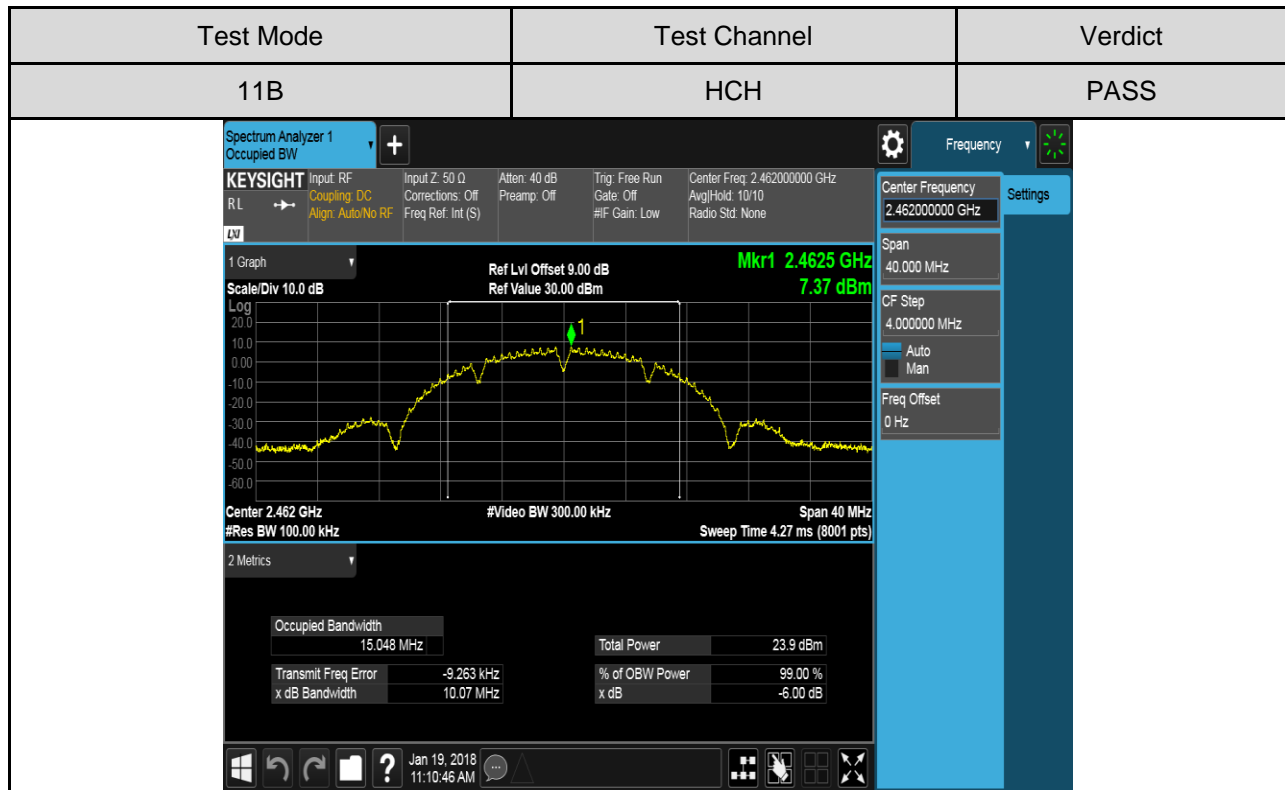 Test Mode Test Channel Verdict
11B HCH PASS
Spectrum Analyzer 1
Occupied BW
+
Frequency
KEYSIGHT
RL
LXI
Input: RF
Coupling: DC
Align: Auto/No RF
Input Z: 50 Ω
Corrections: Off
Freq Ref: Int (S)
Atten: 40 dB
Preamp: Off
Trig: Free Run
Gate: Off
#IF Gain: Low
Center Freq: 2.462000000 GHz
Avg|Hold: 10/10
Radio Std: None
1 Graph
Scale/Div 10.0 dB
Ref Lvl Offset 9.00 dB
Ref Value 30.00 dBm
Mkr1 2.4625 GHz
7.37 dBm
Log
20.0
10.0
0.00
-10.0
-20.0
-30.0
-40.0
-50.0
-60.0
1
Center 2.462 GHz
#Res BW 100.00 kHz
#Video BW 300.00 kHz
Span 40 MHz
Sweep Time 4.27 ms (8001 pts)
2 Metrics
Occupied Bandwidth
15.048 MHz
Transmit Freq Error -9.263 kHz
x dB Bandwidth 10.07 MHz
Total Power 23.9 dBm
% of OBW Power 99.00 %
x dB -6.00 dB
Center Frequency
2.462000000 GHz
Settings
Span
40.000 MHz
CF Step
4.000000 MHz
Auto
Man
Freq Offset
0 Hz
?
Jan 19, 2018
11:10:46 AM